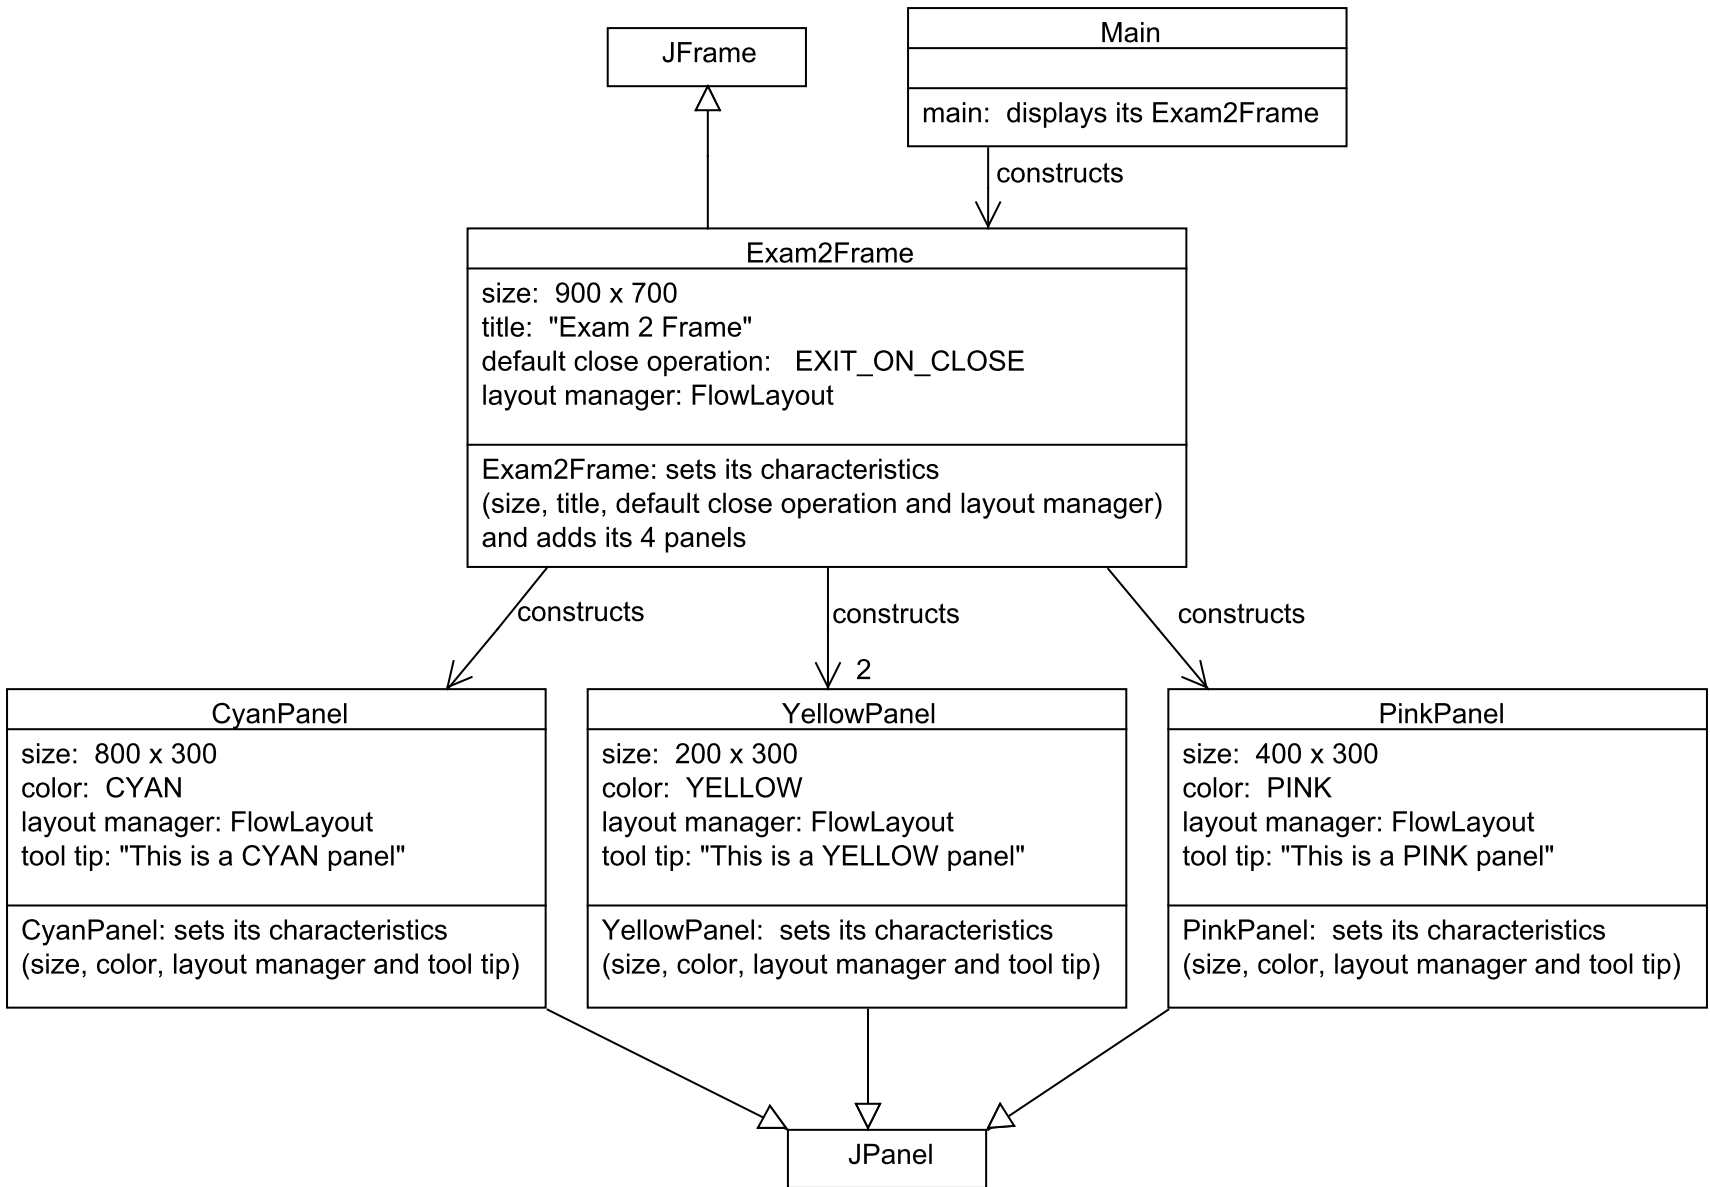 JFrame
Main
main:  displays its Exam2Frame
constructs
Exam2Frame
size:  900 x 700
title:  "Exam 2 Frame"
default close operation:   EXIT_ON_CLOSE
layout manager: FlowLayout
Exam2Frame: sets its characteristics
(size, title, default close operation and layout manager)
and adds its 4 panels
constructs
constructs
constructs
2
CyanPanel
size:  800 x 300
color:  CYAN
layout manager: FlowLayout
tool tip: "This is a CYAN panel"
CyanPanel: sets its characteristics
(size, color, layout manager and tool tip)
YellowPanel
size:  200 x 300
color:  YELLOW
layout manager: FlowLayout
tool tip: "This is a YELLOW panel"
YellowPanel:  sets its characteristics
(size, color, layout manager and tool tip)
PinkPanel
size:  400 x 300
color:  PINK
layout manager: FlowLayout
tool tip: "This is a PINK panel"
PinkPanel:  sets its characteristics
(size, color, layout manager and tool tip)
JPanel